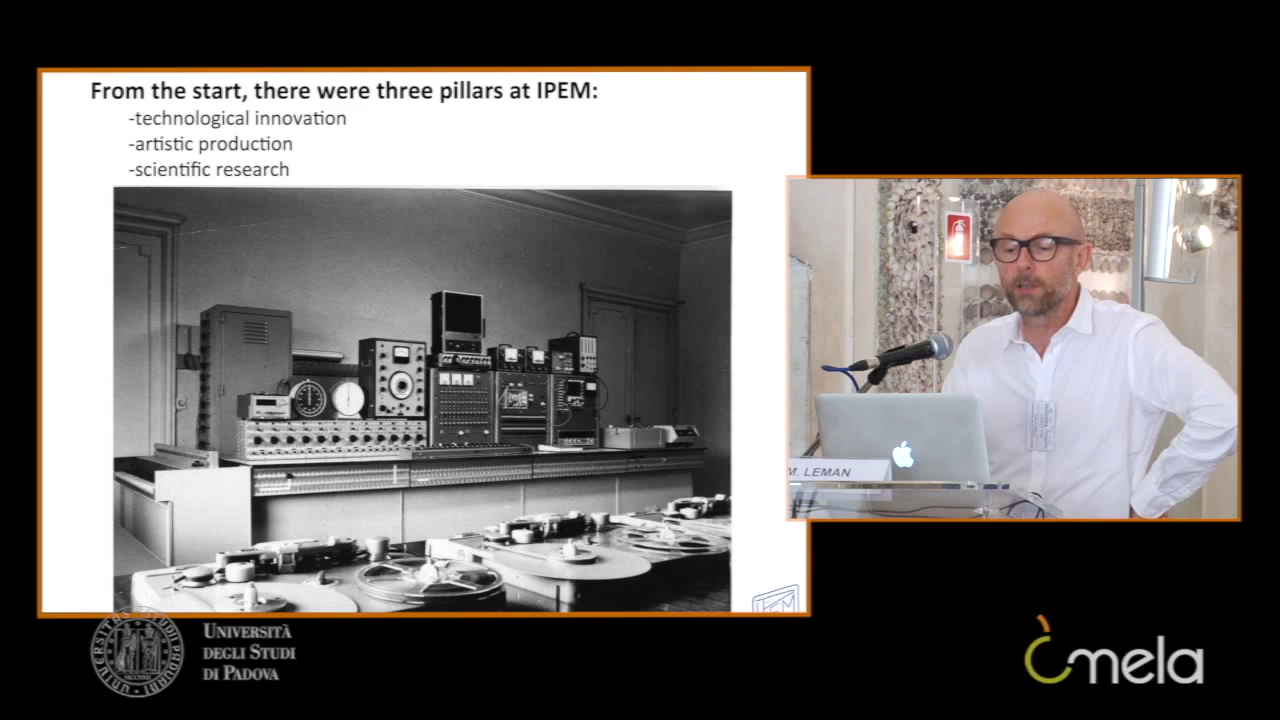 From the start, there were three pillars at IPEM:
-technological innovation
-artistic production
-scientific research
M. LEMAN
IPEM
UNIVERSITÀ
DEGLI STUDI
DI PADOVA
mela